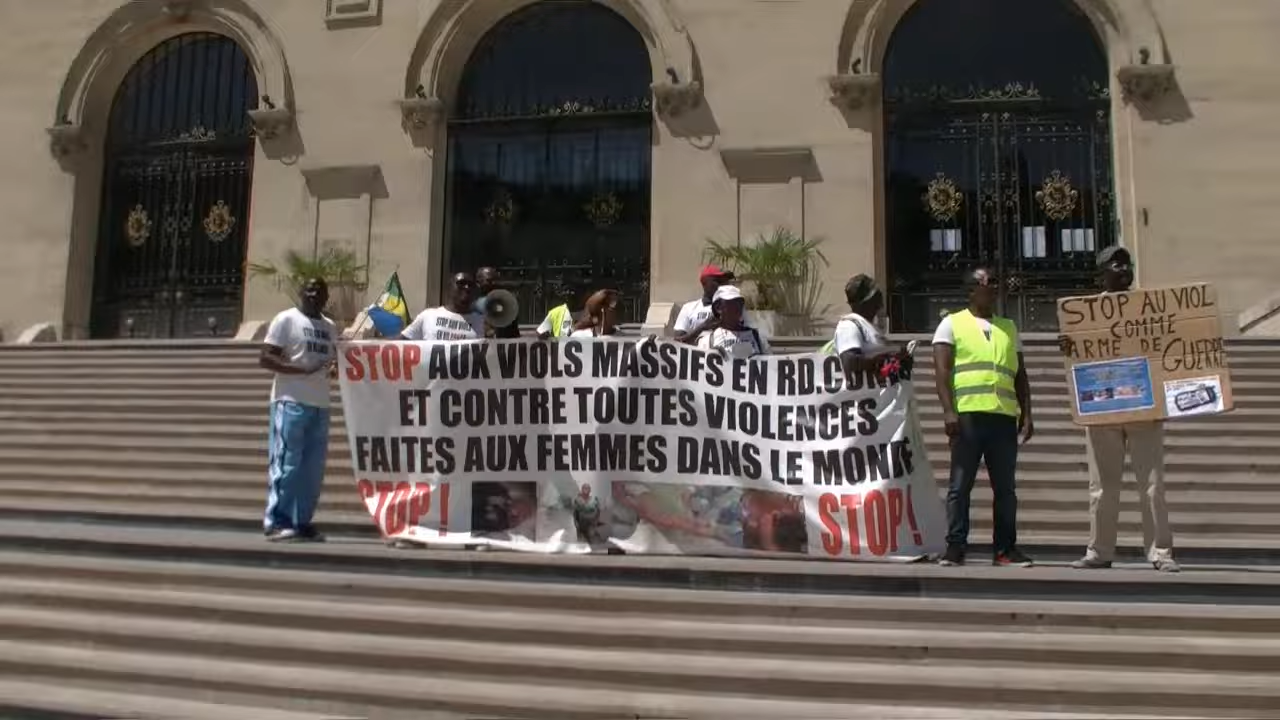 STOP AUX VIOLS MASSIFS EN RD.CONGO
ET CONTRE TOUTES VIOLENCES
FAITES AUX FEMMES DANS LE MONDE
STOP ! STOP !
STOP AU VIOL
COMME
ARME DE
GUERRE